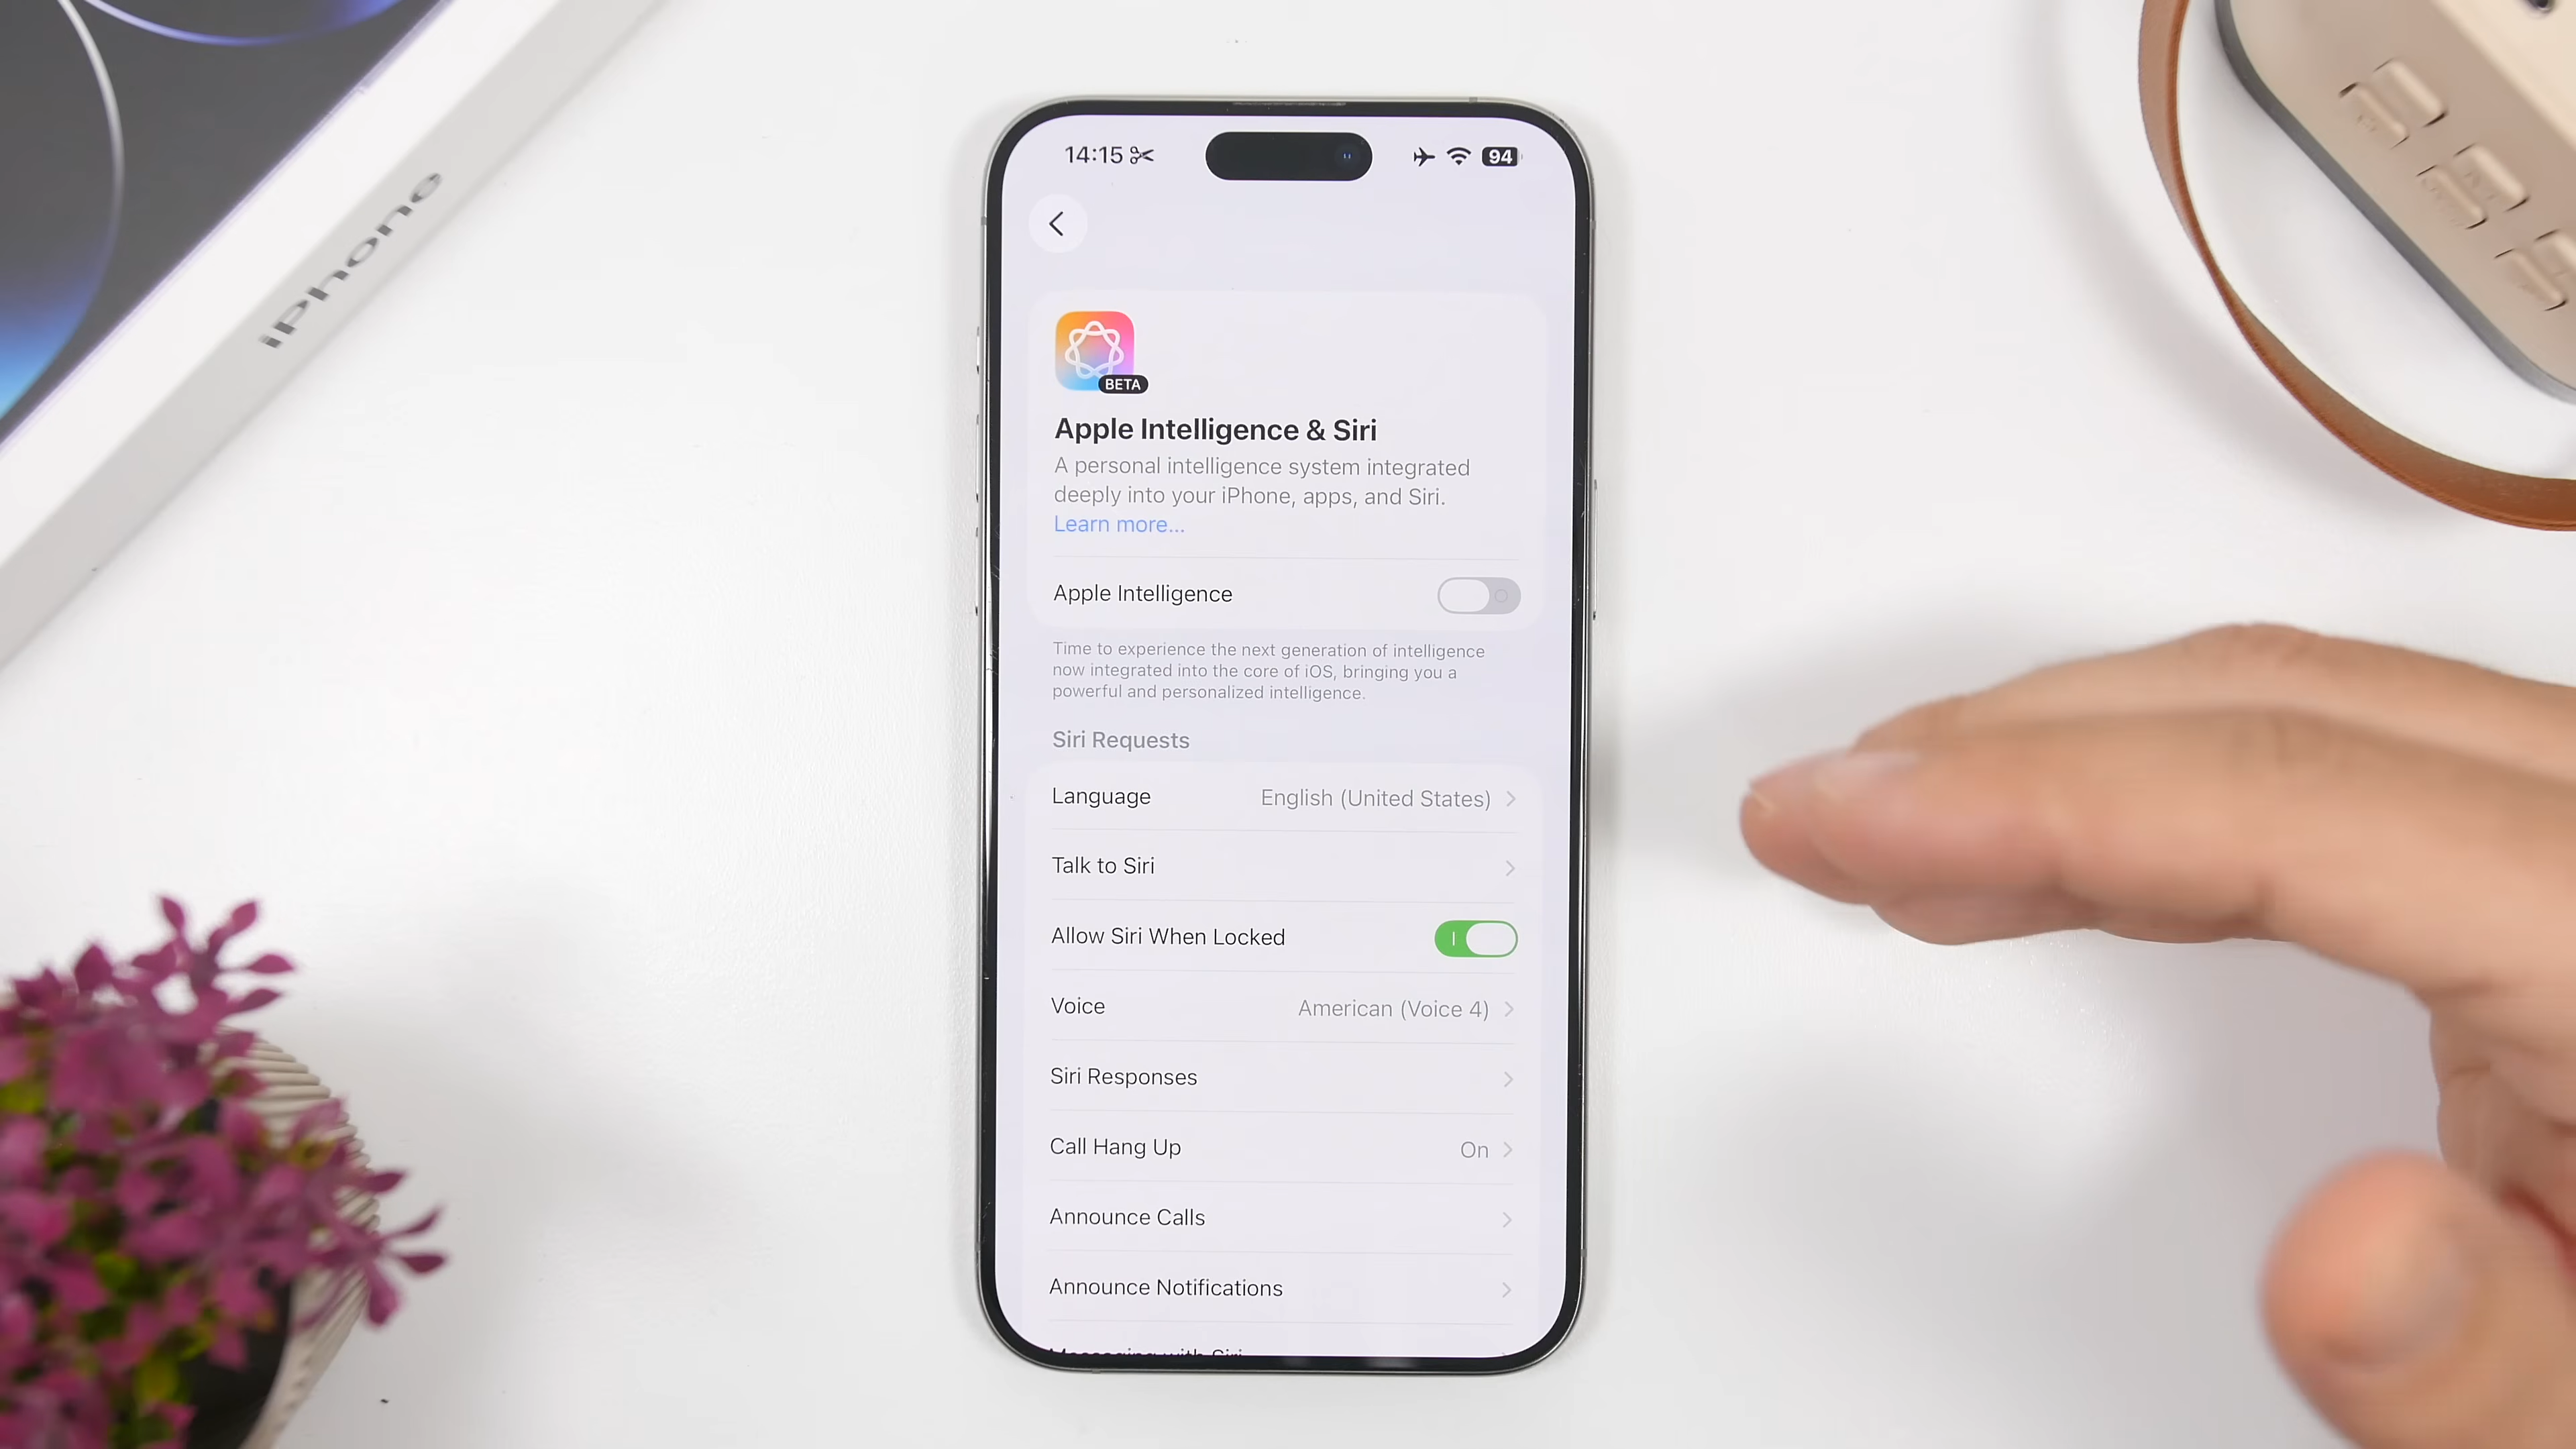 iPhone
14:15
94
BETA
Apple Intelligence & Siri
A personal intelligence system integrated
deeply into your iPhone, apps, and Siri.
Learn more...
Apple Intelligence
Time to experience the next generation of intelligence
now integrated into the core of iOS, bringing you a
powerful and personalized intelligence.
Siri Requests
Language English (United States)
Talk to Siri
Allow Siri When Locked
Voice American (Voice 4)
Siri Responses
Call Hang Up On
Announce Calls
Announce Notifications
Messaging with Siri